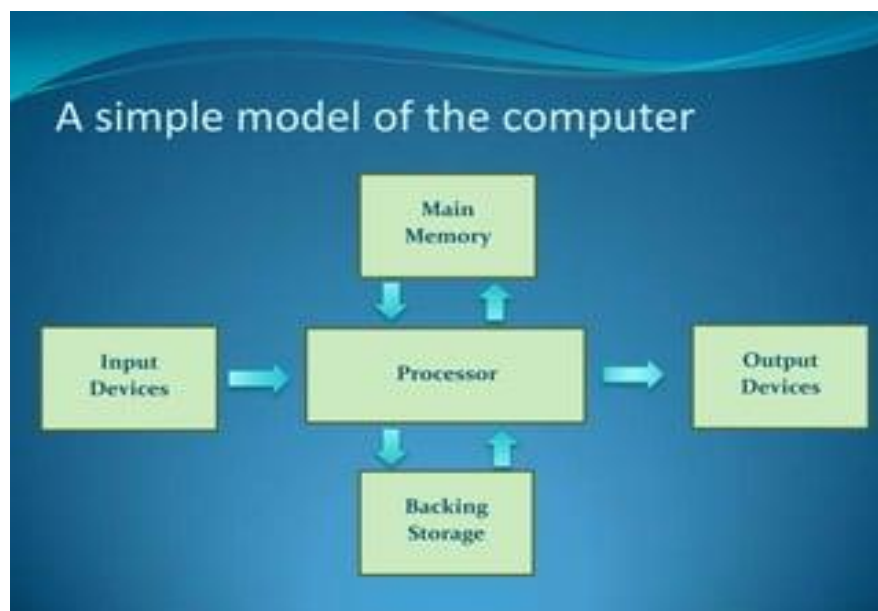 A simple model of the computer
Main
Memory
Input
Devices
Processor
Output
Devices
Backing
Storage